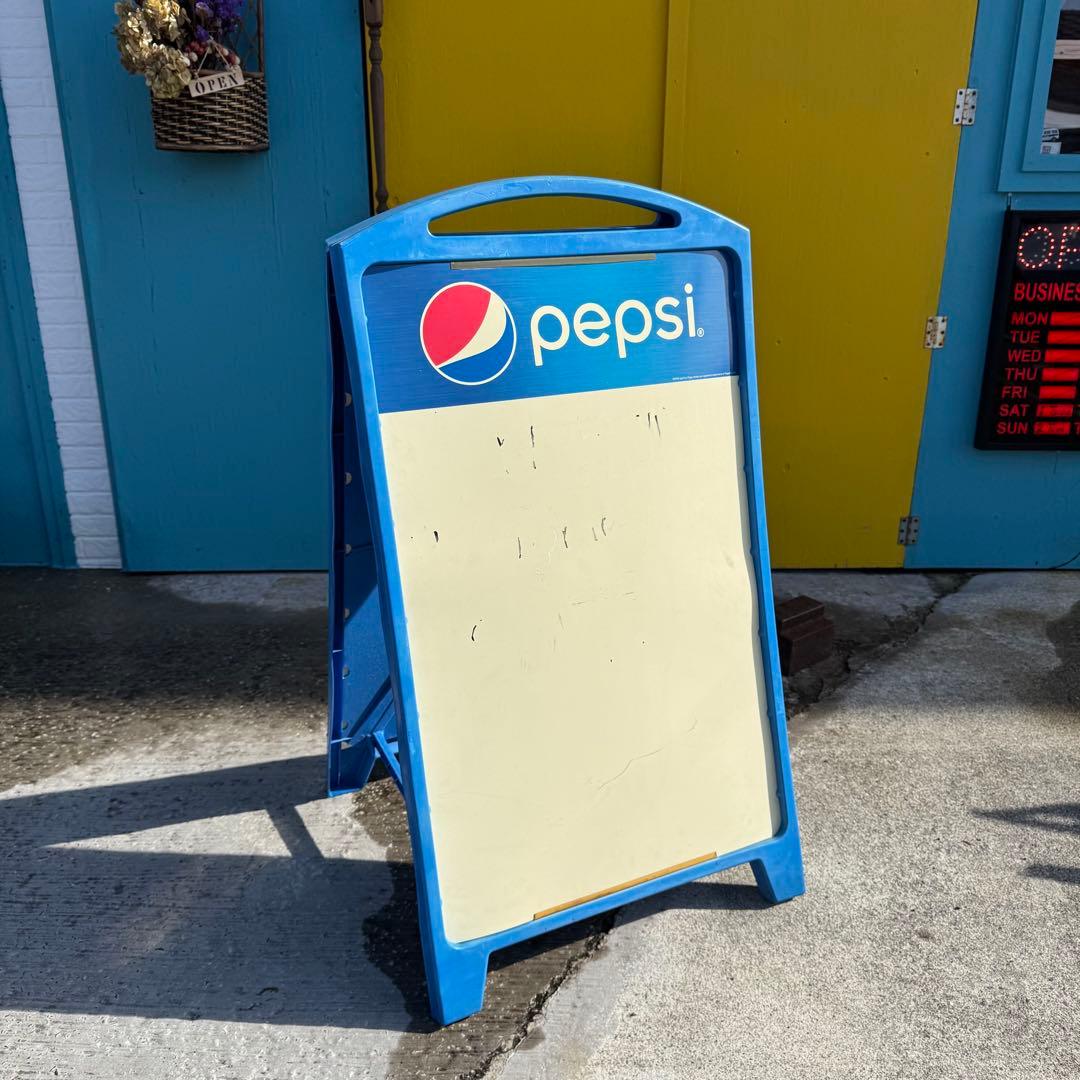 OPEN
pepsi®
OP
BUSINES
MON
TUE
WED
THU
FRI
SAT
SUN